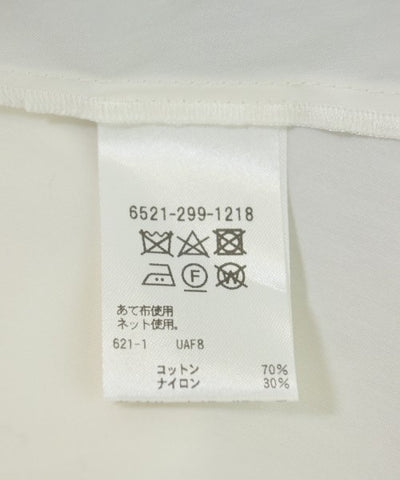 6521-299-1218
F W
あて布使用
ネット使用。
621-1 UAF8
コットン 70%
ナイロン 30%